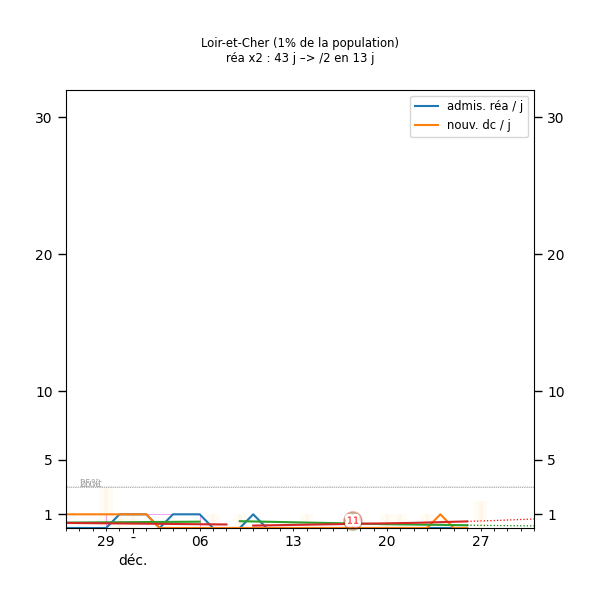 Loir-et-Cher (1% de la population)
réa x2 : 43 j –> /2 en 13 j
admis. réa / j
nouv. dc / j
30 30
20 20
10 10
5 5
1 1
11
29 - 06 13 20 27
déc.